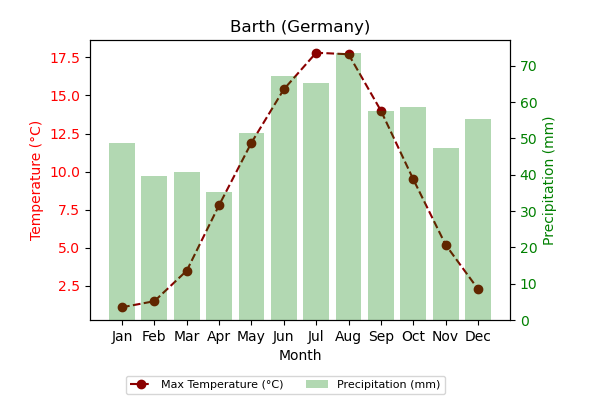 Barth (Germany)
17.5
15.0
12.5
10.0
7.5
5.0
2.5
Temperature (°C)
70
60
50
40
30
20
10
0
Precipitation (mm)
Jan Feb Mar Apr May Jun Jul Aug Sep Oct Nov Dec
Month
Max Temperature (°C) Precipitation (mm)